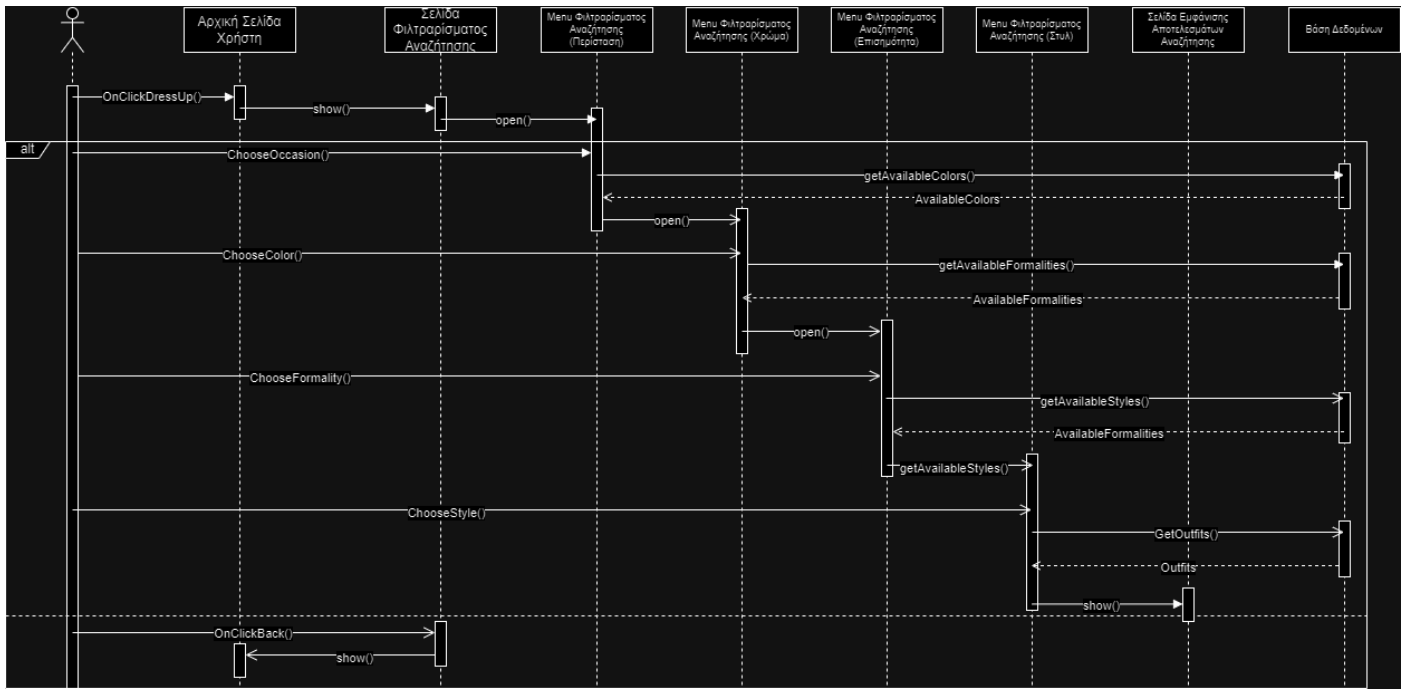 Αρχική Σελίδα
Χρήστη
Σελίδα
Φιλτραρίσματος
Αναζήτησης
Menu Φιλτραρίσματος
Αναζήτησης
(Περίσταση)
Menu Φιλτραρίσματος
Αναζήτησης (Χρώμα)
Menu Φιλτραρίσματος
Αναζήτησης
(Επισημότητα)
Menu Φιλτραρίσματος
Αναζήτησης (Στυλ)
Σελίδα Εμφάνισης
Αποτελεσμάτων
Αναζήτησης
Βάση Δεδομένων
OnClickDressUp()
show()
open()
alt
ChooseOccasion()
getAvailableColors()
AvailableColors
open()
ChooseColor()
getAvailableFormalities()
AvailableFormalities
open()
ChooseFormality()
getAvailableStyles()
AvailableFormalities
getAvailableStyles()
ChooseStyle()
GetOutfits()
Outfits
show()
OnClickBack()
show()